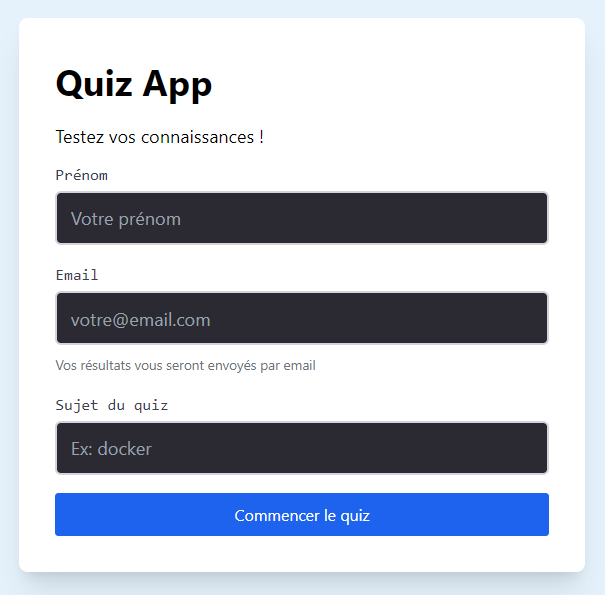 Quiz App
Testez vos connaissances !
Prénom
Votre prénom
Email
votre@email.com
Vos résultats vous seront envoyés par email
Sujet du quiz
Ex: docker
Commencer le quiz